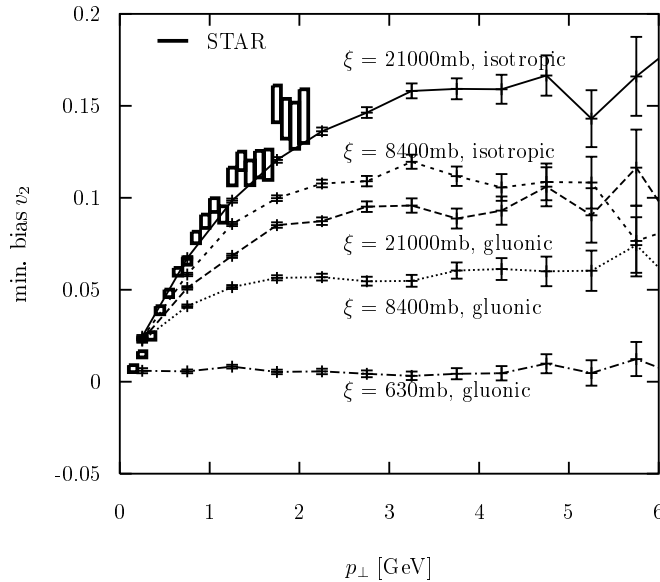 0.2
STAR
ξ = 21000mb, isotropic
0.15
ξ = 8400mb, isotropic
0.1
min. bias v₂
ξ = 21000mb, gluonic
0.05
ξ = 8400mb, gluonic
0
ξ = 630mb, gluonic
-0.05
0 1 2 3 4 5 6
p⊥ [GeV]